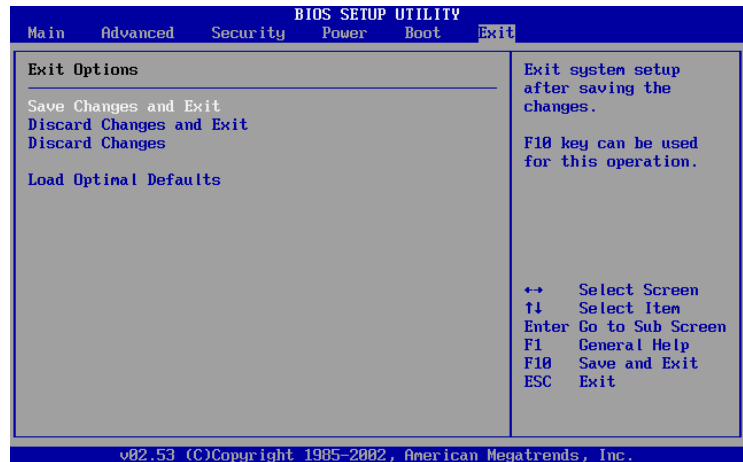 BIOS SETUP UTILITY
Main Advanced Security Power Boot Exit
Exit Options
Save Changes and Exit
Discard Changes and Exit
Discard Changes
Load Optimal Defaults
Exit system setup
after saving the
changes.
F10 key can be used
for this operation.
←→ Select Screen
↑↓ Select Item
Enter Go to Sub Screen
F1 General Help
F10 Save and Exit
ESC Exit
v02.53 (C)Copyright 1985-2002, American Megatrends, Inc.